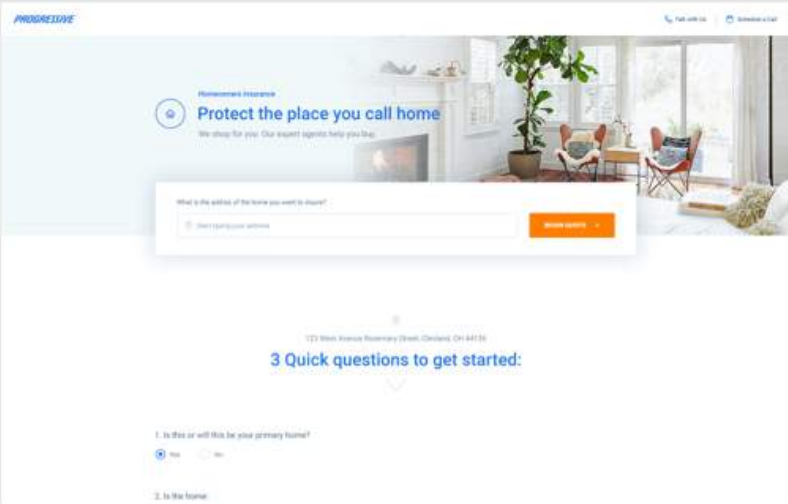 PROGRESSIVE
Talk with Us
Schedule a Call
Homeowners Insurance
Protect the place you call home
We shop for you. Our expert agents help you buy.
What is the address of the home you want to insure?
Start typing your address
BEGIN QUOTE
123 Main Avenue Rosemary Street, Cleveland, OH 44136
3 Quick questions to get started:
1. Is this or will this be your primary home?
Yes No
2. Is the home